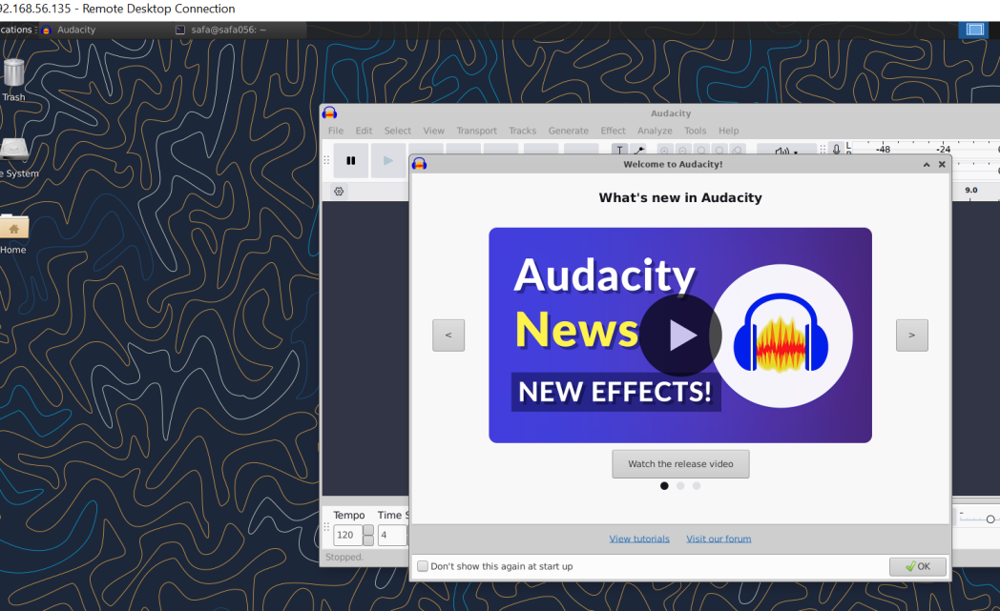 92.168.56.135 - Remote Desktop Connection
cations
Audacity
safa@safa056: ~
Trash
e System
Home
Audacity
File Edit Select View Transport Tracks Generate Effect Analyze Tools Help
L -48 -24
Welcome to Audacity!
9.0
What's new in Audacity
Audacity
News
NEW EFFECTS!
<
>
Watch the release video
Tempo Time S
120 4
View tutorials Visit our forum
Stopped.
Don't show this again at start up
OK